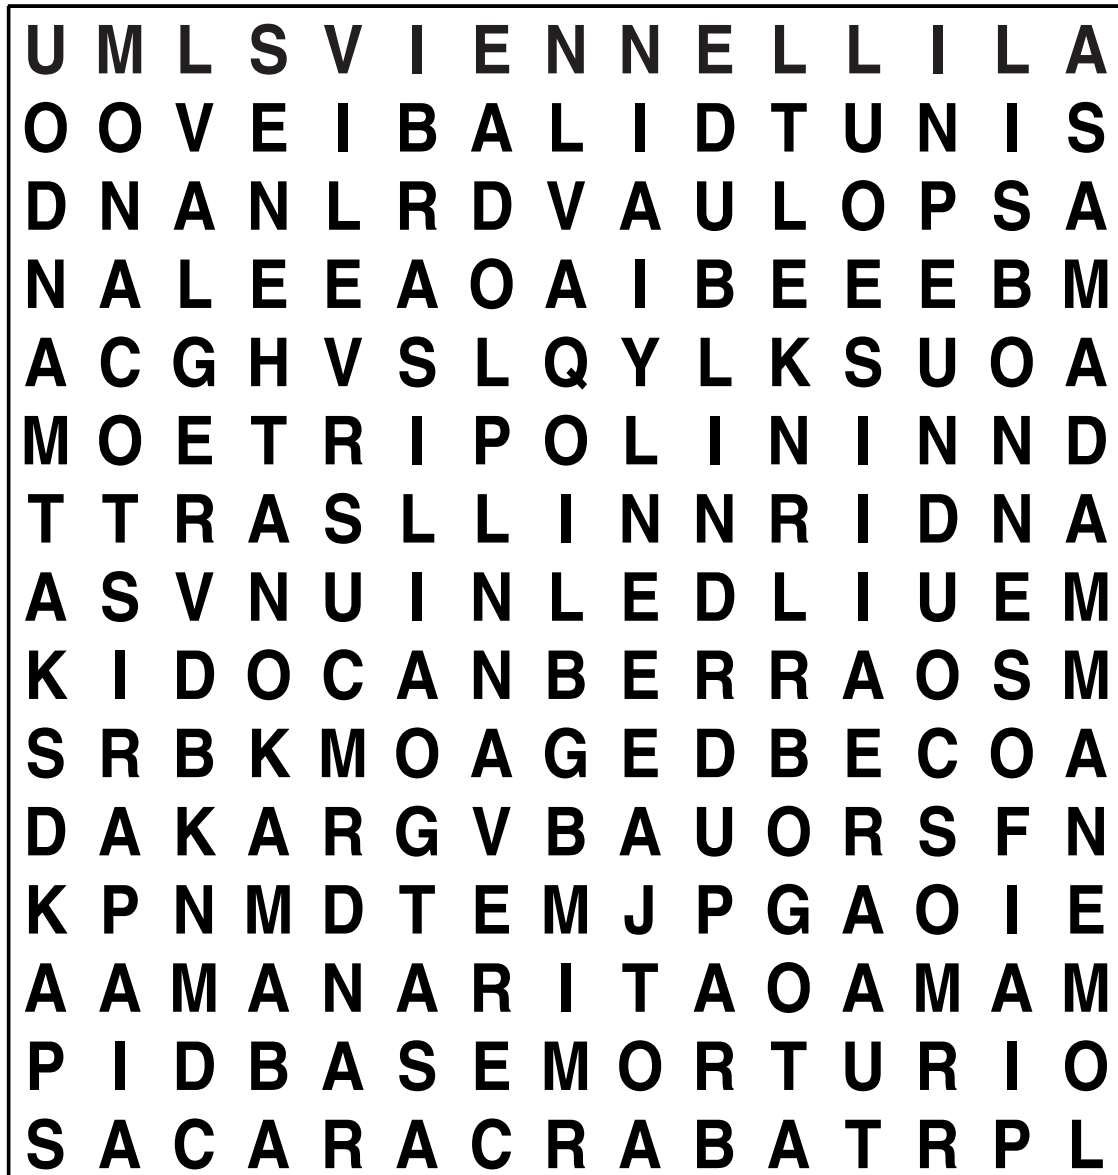 U M L S V I E N N E L L I L A
O O V E I B A L I D T U N I S
D N A N L R D V A U L O P S A
N A L E E A O A I B E E E B M
A C G H V S L Q Y L K S U O A
M O E T R I P O L I N I N N D
T T R A S L L I N N R I D N A
A S V N U I N L E D L I U E M
K I D O C A N B E R R A O S M
S R B K M O A G E D B E C O A
D A K A R G V B A U O R S F N
K P N M D T E M J P G A O I E
A A M A N A R I T A O A M A M
P I D B A S E M O R T U R I O
S A C A R A C R A B A T R P L